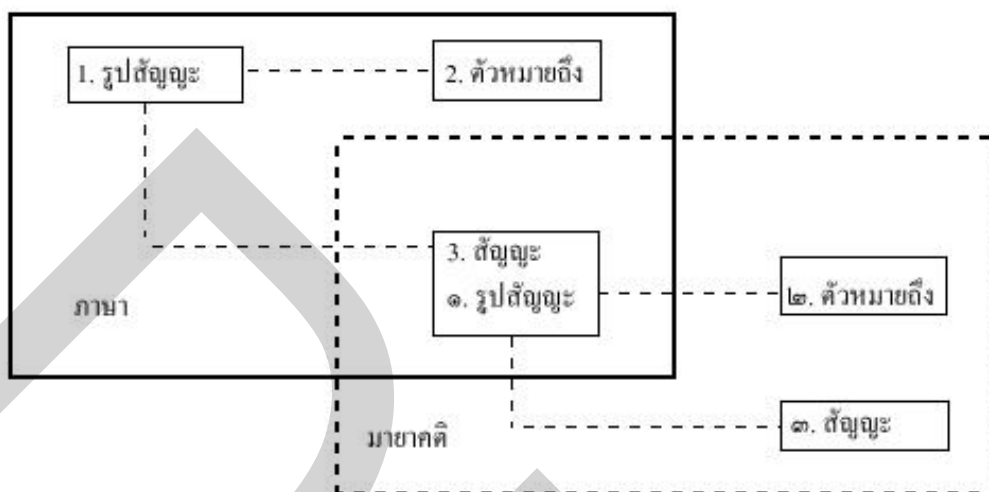 1. รูปสัญญะ
2. ตัวหมายถึง
3. สัญญะ
๑. รูปสัญญะ
๒. ตัวหมายถึง
ภาษา
มายาคติ
๓. สัญญะ